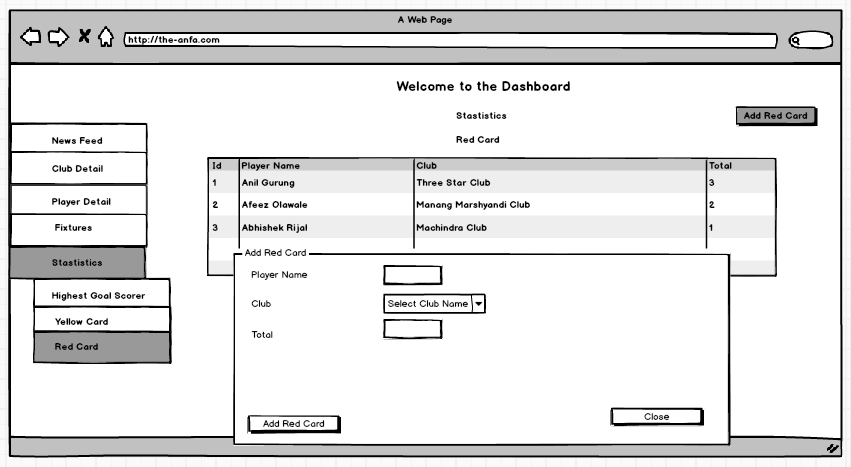 A Web Page
http://the-anfa.com
Welcome to the Dashboard
Stastistics
Add Red Card
Red Card
News Feed
Club Detail
Player Detail
Fixtures
Stastistics
Highest Goal Scorer
Yellow Card
Red Card
Id Player Name Club Total
1 Anil Gurung Three Star Club 3
2 Afeez Olawale Manang Marshyandi Club 2
3 Abhishek Rijal Machindra Club 1
Add Red Card
Player Name
Club Select Club Name
Total
Add Red Card Close